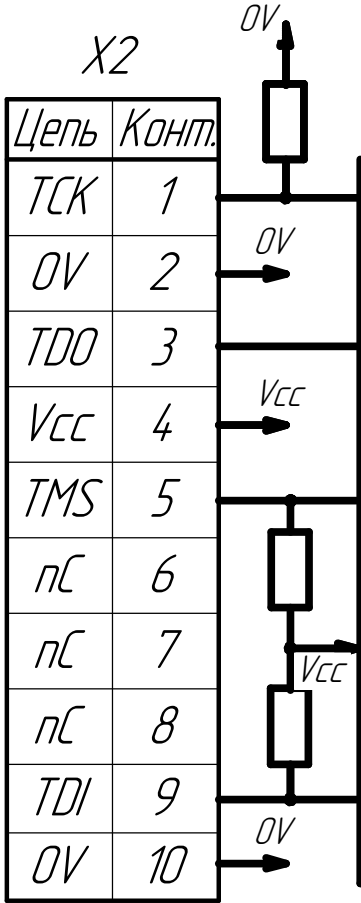 0V
X2
Цепь Конт.
TCK 1
0V
0V 2
TDO 3
Vcc
Vcc 4
TMS 5
nC 6
nC 7
Vcc
nC 8
TDI 9
0V
0V 10